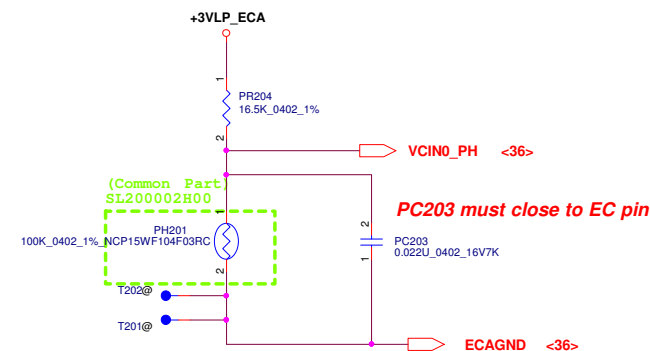 +3VLP_ECA
1
PR204
16.5K_0402_1%
2
VCIN0_PH <36>
(Common Part)
SL200002H00
1
PH201
100K_0402_1%_NCP15WF104F03RC
2
PC203 must close to EC pin
2
PC203
0.022U_0402_16V7K
1
T202@
T201@
ECAGND <36>